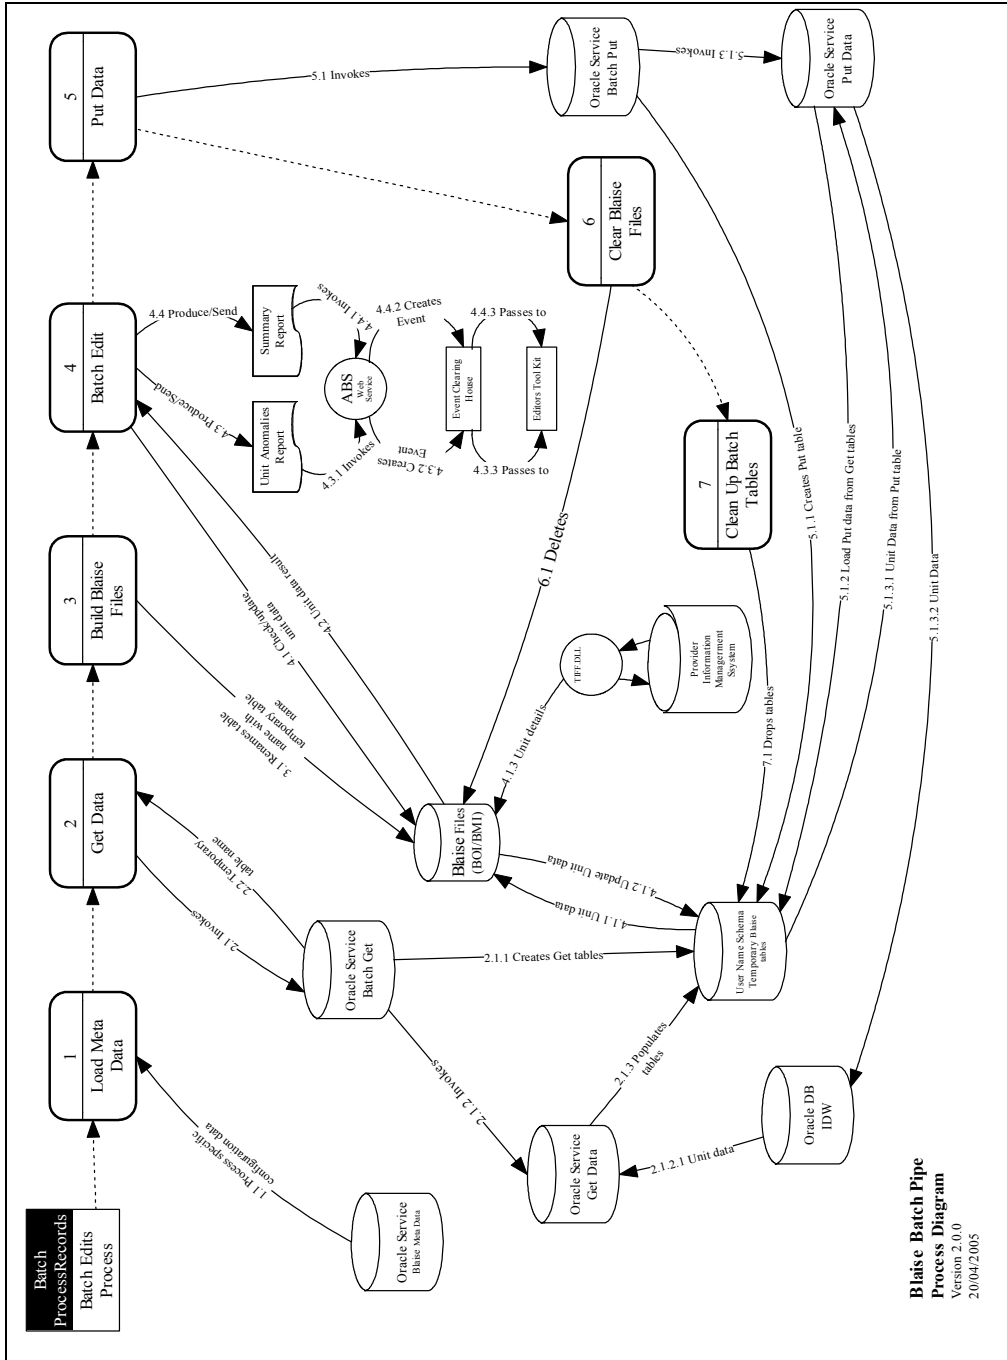 Batch
ProcessRecords
Batch Edits
Process
1
Load Meta
Data
2
Get Data
3
Build Blaise
Files
4
Batch Edit
5
Put Data
1.1 Process specific
configuration data
2.1 Invokes
2.2 Temporary
table name
3.1 Renames table
name with
temporary table
name
4.1 Check/update
unit data
4.2 Unit data result
4.3 Produce/Send
4.4 Produce/Send
Unit Anomalies
Report
Summary
Report
4.3.1 Invokes
4.4.1 Invokes
ABS
Web
Service
4.3.2 Creates
Event
4.4.2 Creates
Event
Event Clearing
House
4.3.3 Passes to
4.4.3 Passes to
Editors Tool Kit
5.1 Invokes
Oracle Service
Batch Put
5.1.3 Invokes
Oracle Service
Put Data
6
Clear Blaise
Files
6.1 Deletes
7
Clean Up Batch
Tables
7.1 Drops tables
Oracle Service
Blaise Meta Data
Oracle Service
Batch Get
2.1.1 Creates Get tables
2.1.2 Invokes
Oracle Service
Get Data
2.1.3 Populates
tables
2.1.2.1 Unit data
Oracle DB
IDW
Blaise Files
(BOI/BMI)
4.1.1 Unit data
4.1.2 Update Unit data
4.1.3 Unit details
TIFF.DLL
Provider
Information
Managerment
Ssystem
User Name Schema
Temporary Blaise
tables
5.1.1 Creates Put table
5.1.2 Load Put data from Get tables
5.1.3.1 Unit Data from Put table
5.1.3.2 Unit Data
Blaise Batch Pipe
Process Diagram
Version 2.0.0
20/04/2005